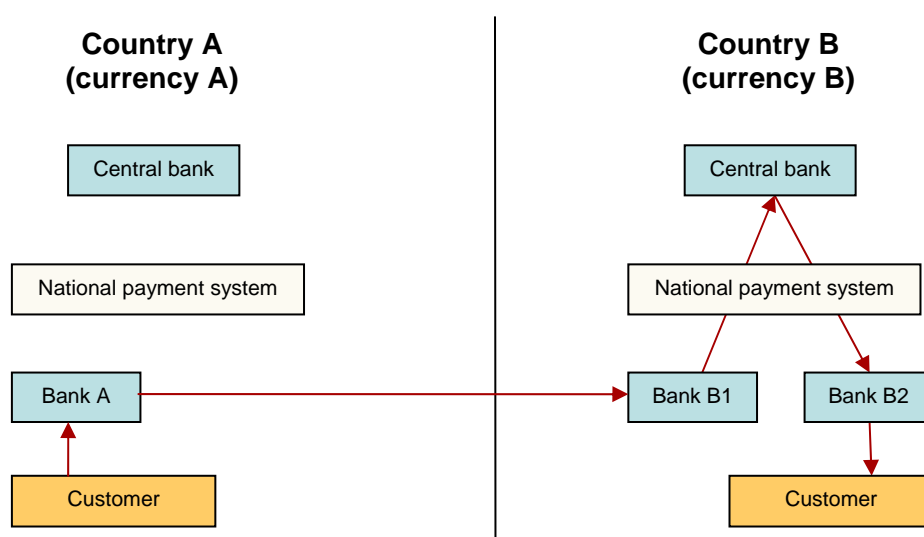 Country A
(currency A)
Country B
(currency B)
Central bank
Central bank
National payment system
National payment system
Bank A
Bank B1
Bank B2
Customer
Customer